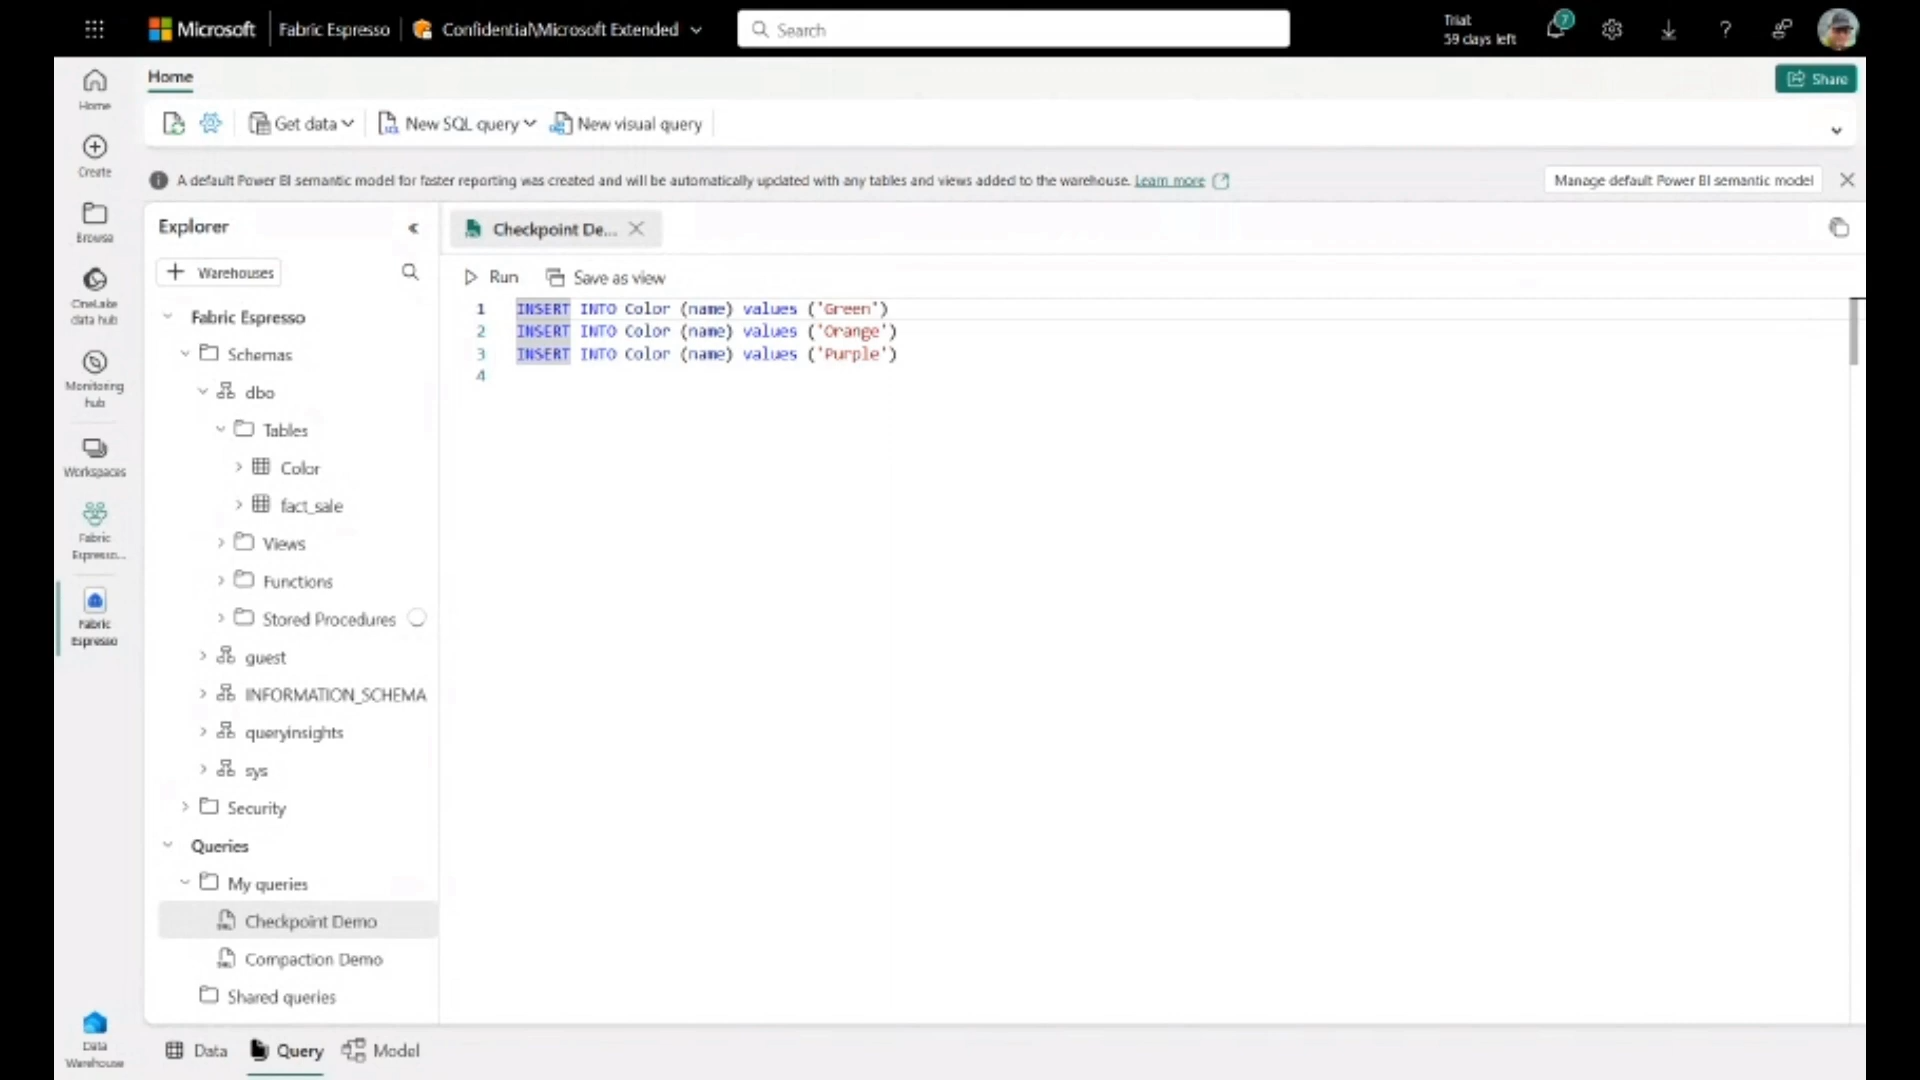 Microsoft Fabric Espresso Confidential\Microsoft Extended
Search
Trial
59 days left
7
?
Home
Share
Get data
New SQL query
New visual query
A default Power BI semantic model for faster reporting was created and will be automatically updated with any tables and views added to the warehouse. Learn more
Manage default Power BI semantic model
Home
Create
Browse
OneLake
data hub
Monitoring
hub
Workspaces
Fabric
Espresso...
Fabric
Espresso
Data
Warehouse
Explorer
Warehouses
Fabric Espresso
Schemas
dbo
Tables
Color
fact_sale
Views
Functions
Stored Procedures
guest
INFORMATION_SCHEMA
queryinsights
sys
Security
Queries
My queries
Checkpoint Demo
Compaction Demo
Shared queries
Checkpoint De...
Run
Save as view
1 INSERT INTO Color (name) values ('Green')
2 INSERT INTO Color (name) values ('Orange')
3 INSERT INTO Color (name) values ('Purple')
4
Data
Query
Model